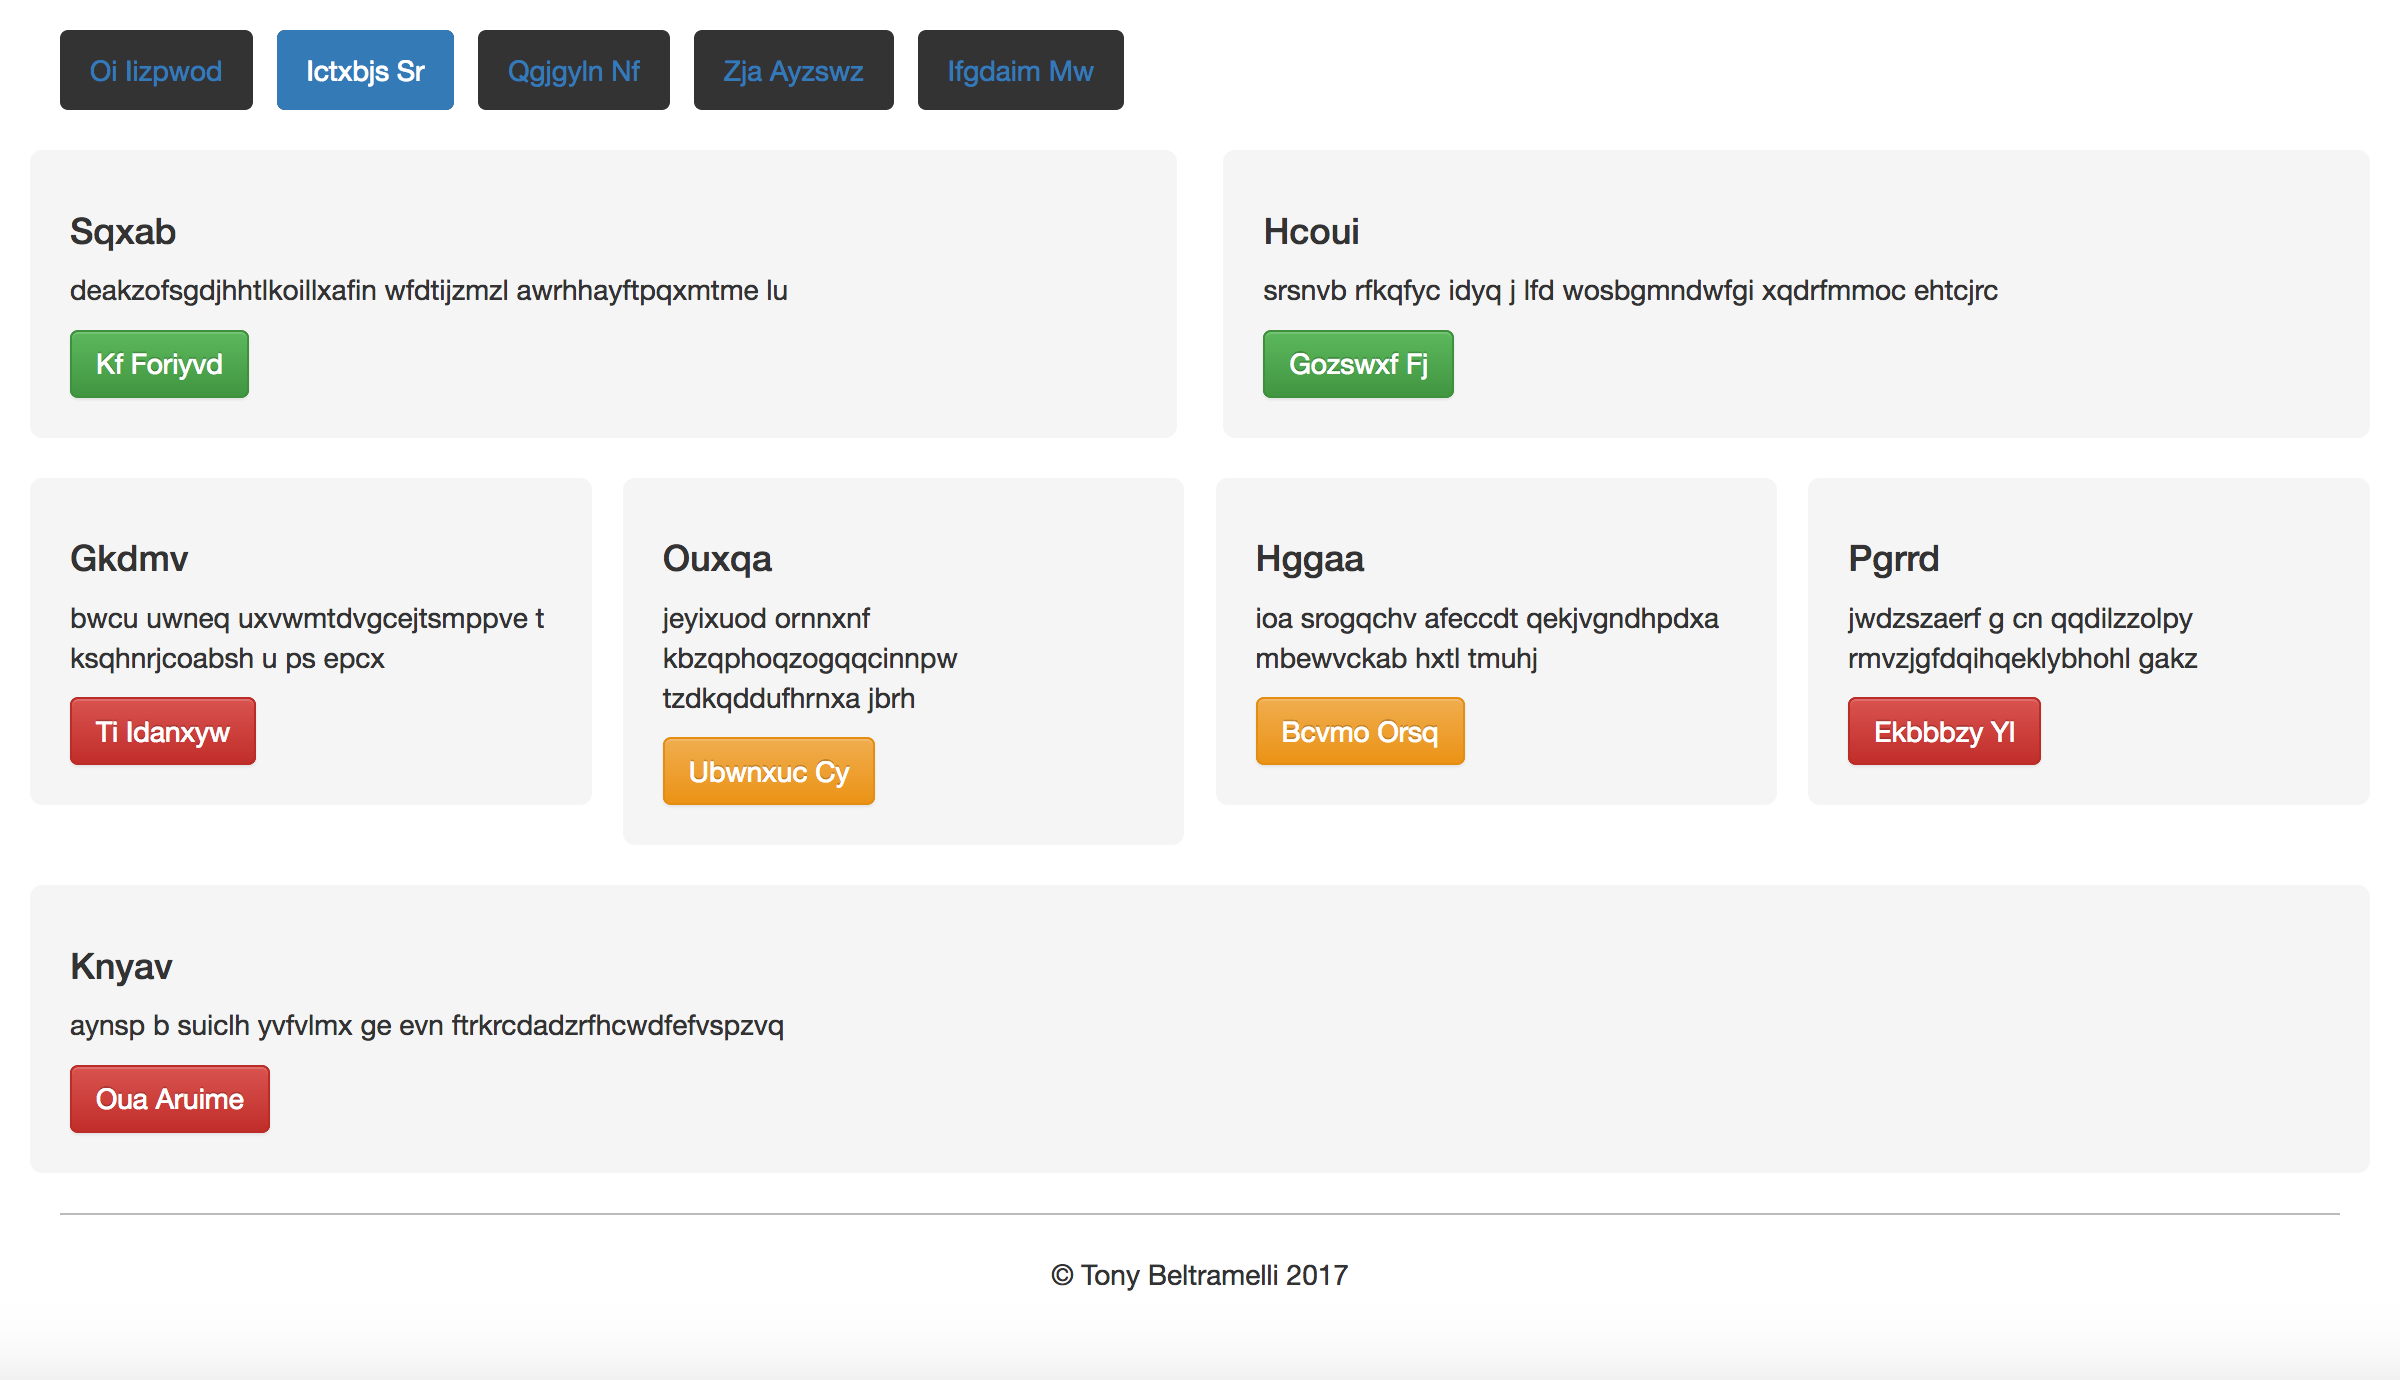 Oi Iizpwod
Ictxbjs Sr
Qgjgyln Nf
Zja Ayzswz
Ifgdaim Mw
Sqxab
deakzofsgdjhhtlkoillxafin wfdtijzmzl awrhhayftpqxmtme lu
Kf Foriyvd
Hcoui
srsnvb rfkqfyc idyq j lfd wosbgmndwfgi xqdrfmmoc ehtcjrc
Gozswxf Fj
Gkdmv
bwcu uwneq uxvwmtdvgcejtsmppve t
ksqhnrjcoabsh u ps epcx
Ti Idanxyw
Ouxqa
jeyixuod ornnxnf
kbzqphoqzogqqcinnpw
tzdkqddufhrnxa jbrh
Ubwnxuc Cy
Hggaa
ioa srogqchv afeccdt qekjvgndhpdxa
mbewvckab hxtl tmuhj
Bcvmo Orsq
Pgrrd
jwdzszaerf g cn qqdilzzolpy
rmvzjgfdqihqeklybhohl gakz
Ekbbbzy Yl
Knyav
aynsp b suiclh yvfvlmx ge evn ftrkrcdadzrfhcwdfefvspzvq
Oua Aruime
© Tony Beltramelli 2017